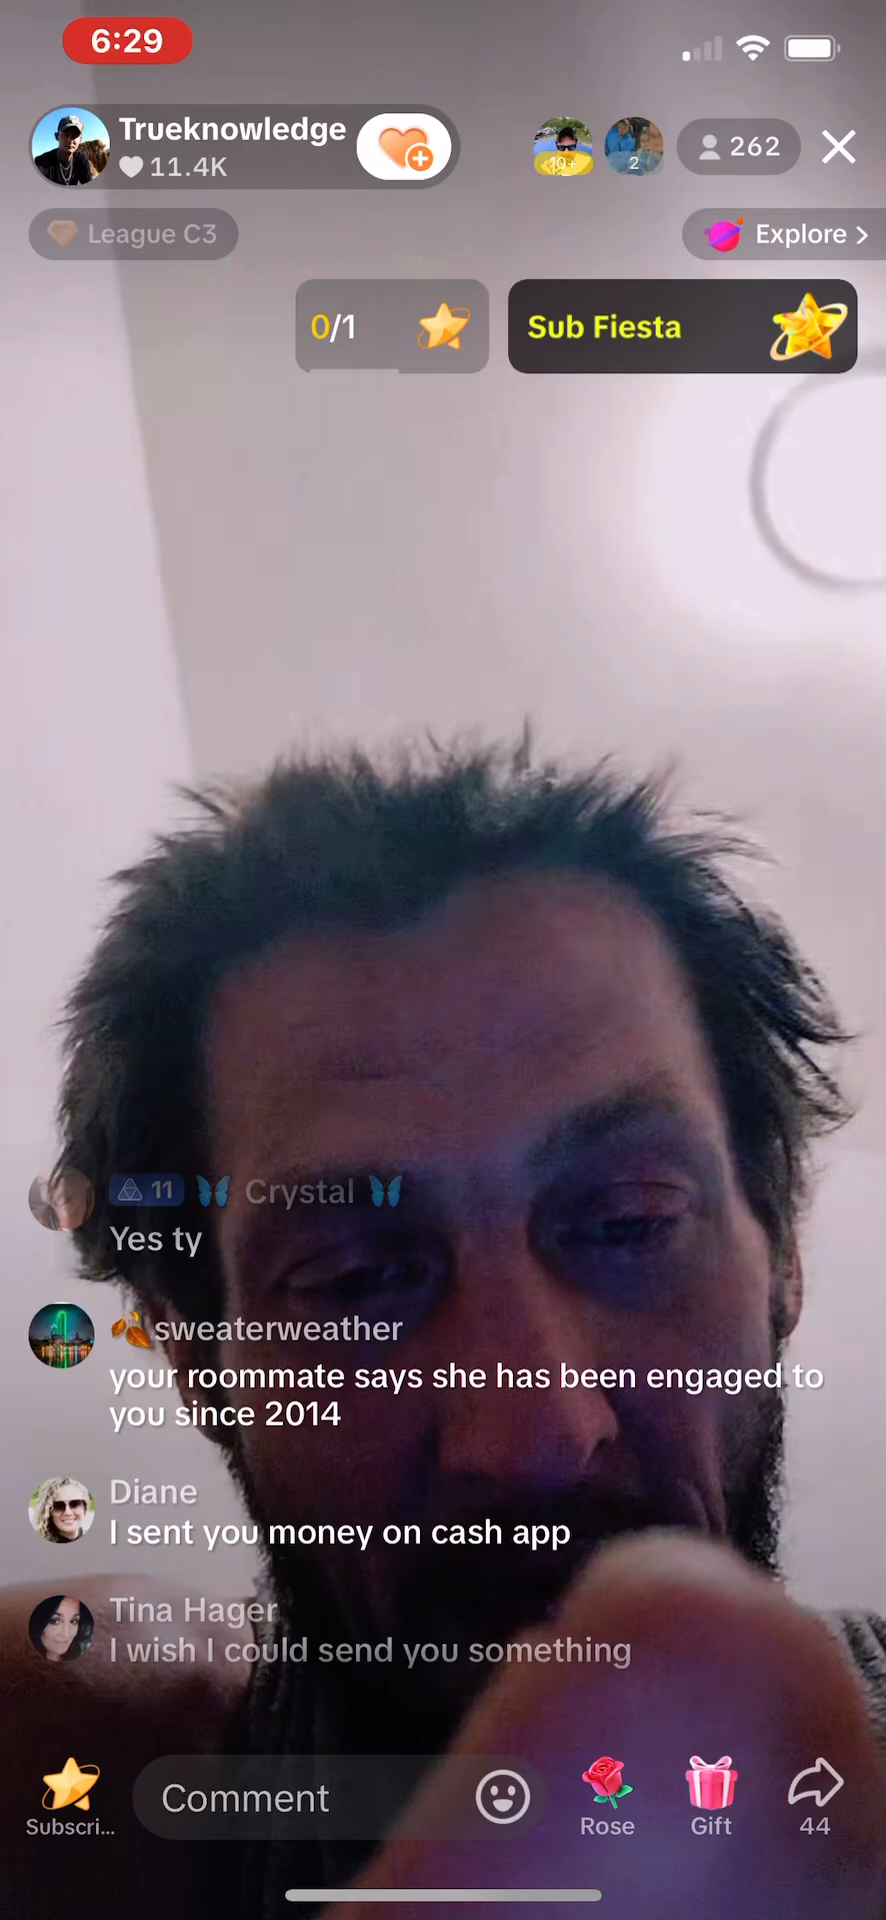 6:29
Trueknowledge
11.4K
10+
2
262
League C3
Explore >
0/1
Sub Fiesta
11 🦋 Crystal 🦋
Yes ty
🍂 sweaterweather
your roommate says she has been engaged to
you since 2014
Diane
I sent you money on cash app
Tina Hager
I wish I could send you something
Subscri...
Comment
Rose
Gift
44